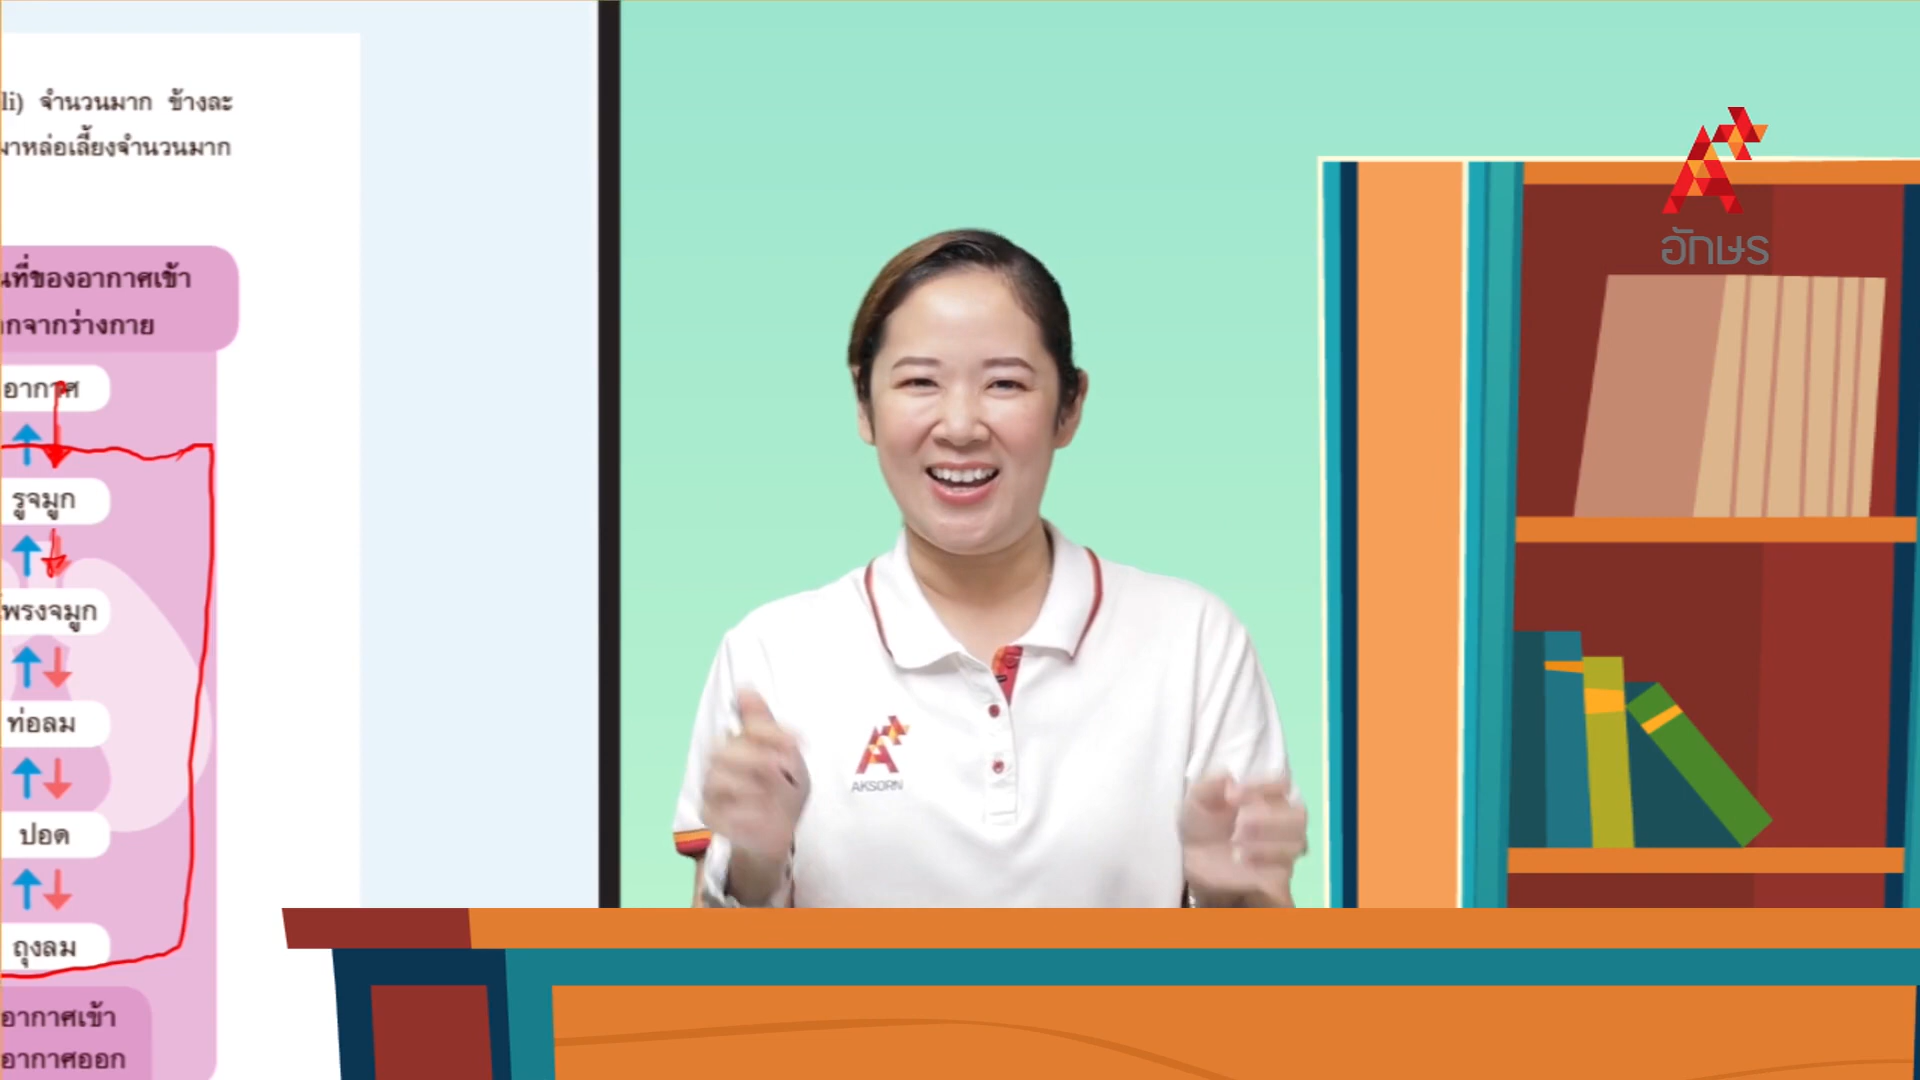 li) จำนวนมาก ข้างละ
มาหล่อเลี้ยงจำนวนมาก
นที่ของอากาศเข้า
กจากร่างกาย
อากาศ
รูจมูก
โพรงจมูก
ท่อลม
ปอด
ถุงลม
อากาศเข้า
อากาศออก
อักษร
AKSORN